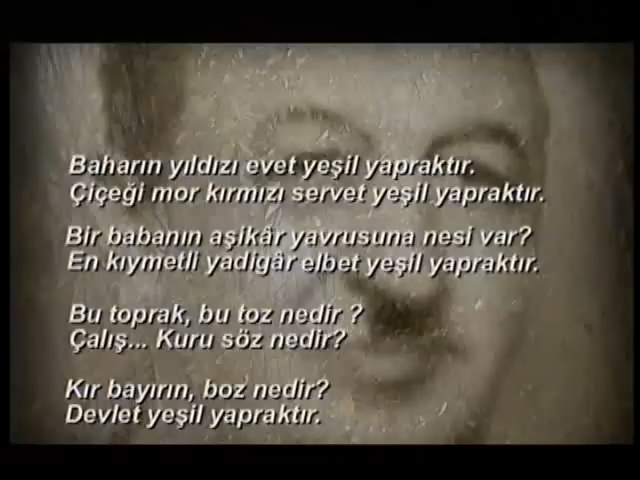 Baharın yıldızı evet yeşil yapraktır.
Çiçeği mor kırmızı servet yeşil yapraktır.
Bir babanın aşikâr yavrusuna nesi var?
En kıymetli yadigâr elbet yeşil yapraktır.
Bu toprak, bu toz nedir ?
Çalış... Kuru söz nedir?
Kır bayırın, boz nedir?
Devlet yeşil yapraktır.